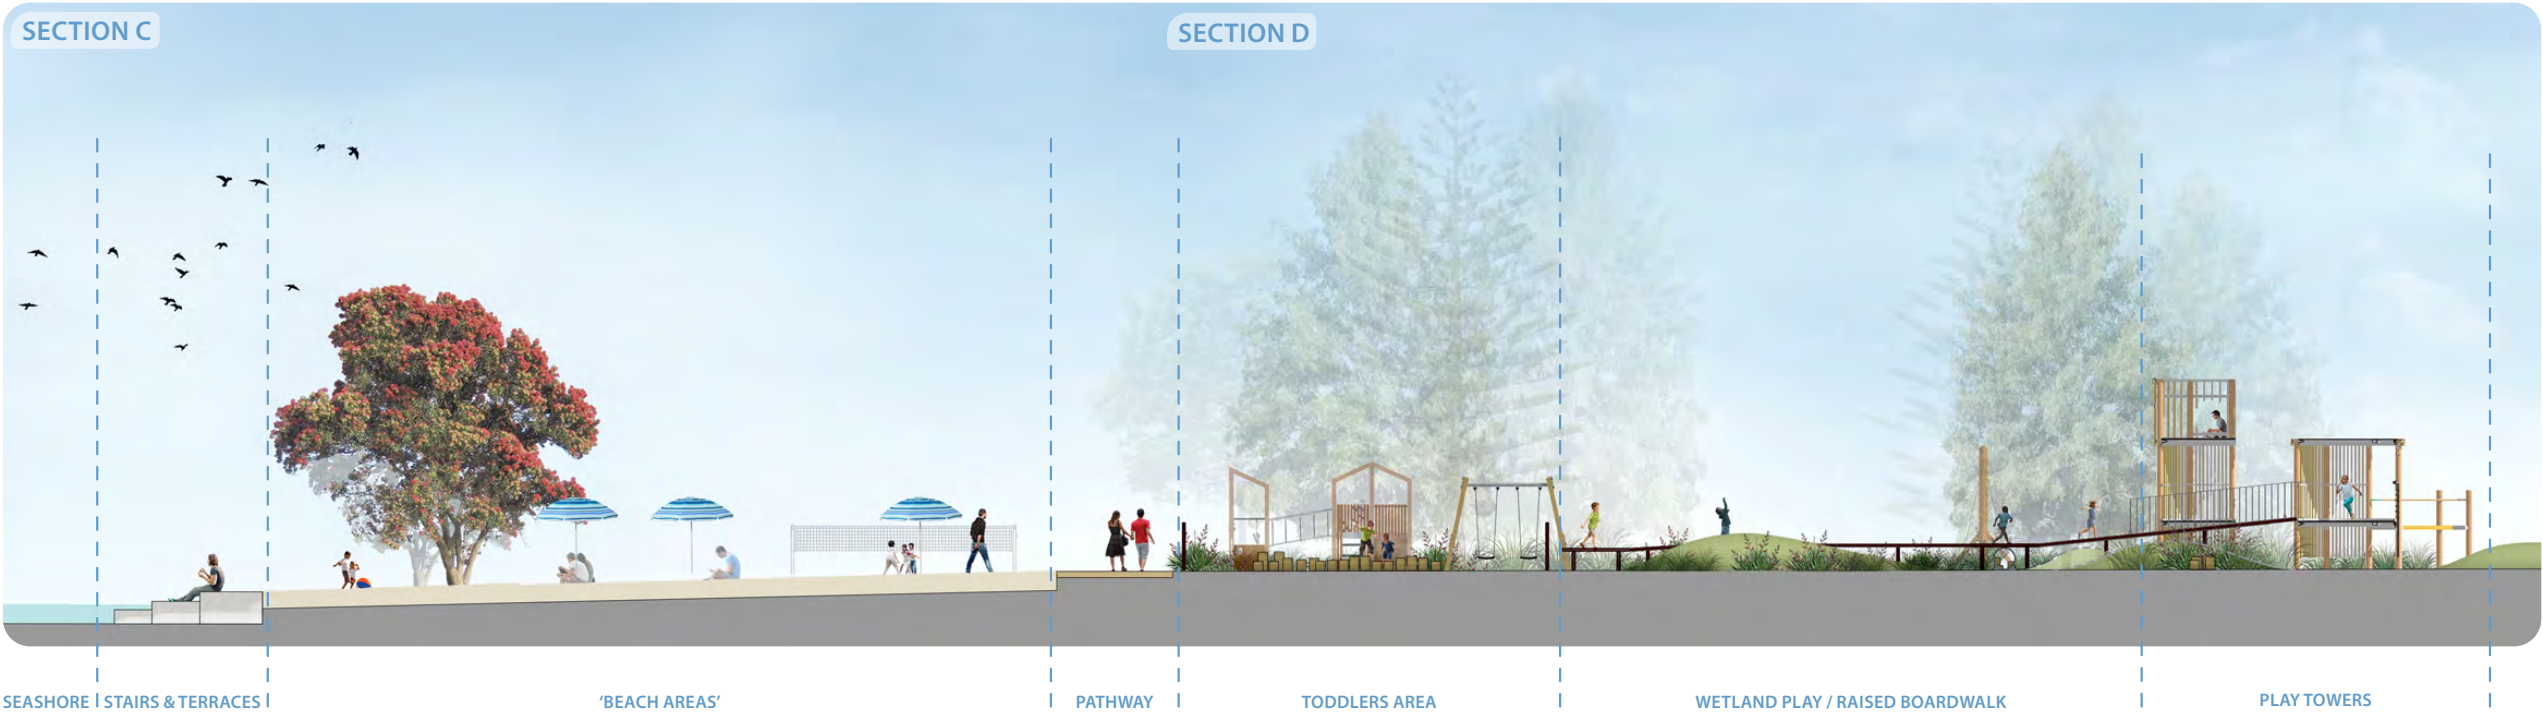 SECTION C
SECTION D
SEASHORE
STAIRS & TERRACES
‘BEACH AREAS’
PATHWAY
TODDLERS AREA
WETLAND PLAY / RAISED BOARDWALK
PLAY TOWERS